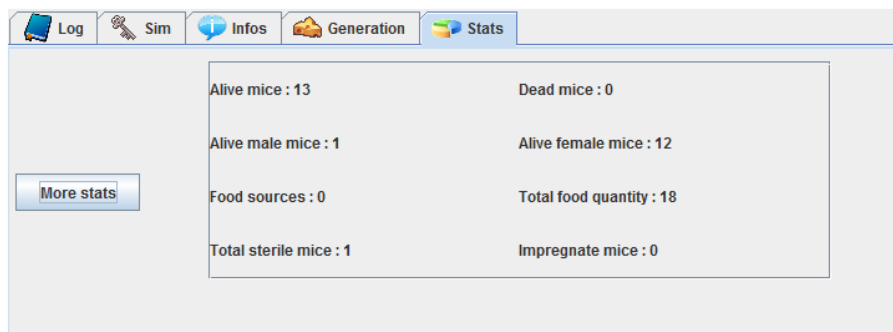 Log Sim Infos Generation Stats
Alive mice : 13 Dead mice : 0
Alive male mice : 1 Alive female mice : 12
More stats
Food sources : 0 Total food quantity : 18
Total sterile mice : 1 Impregnate mice : 0